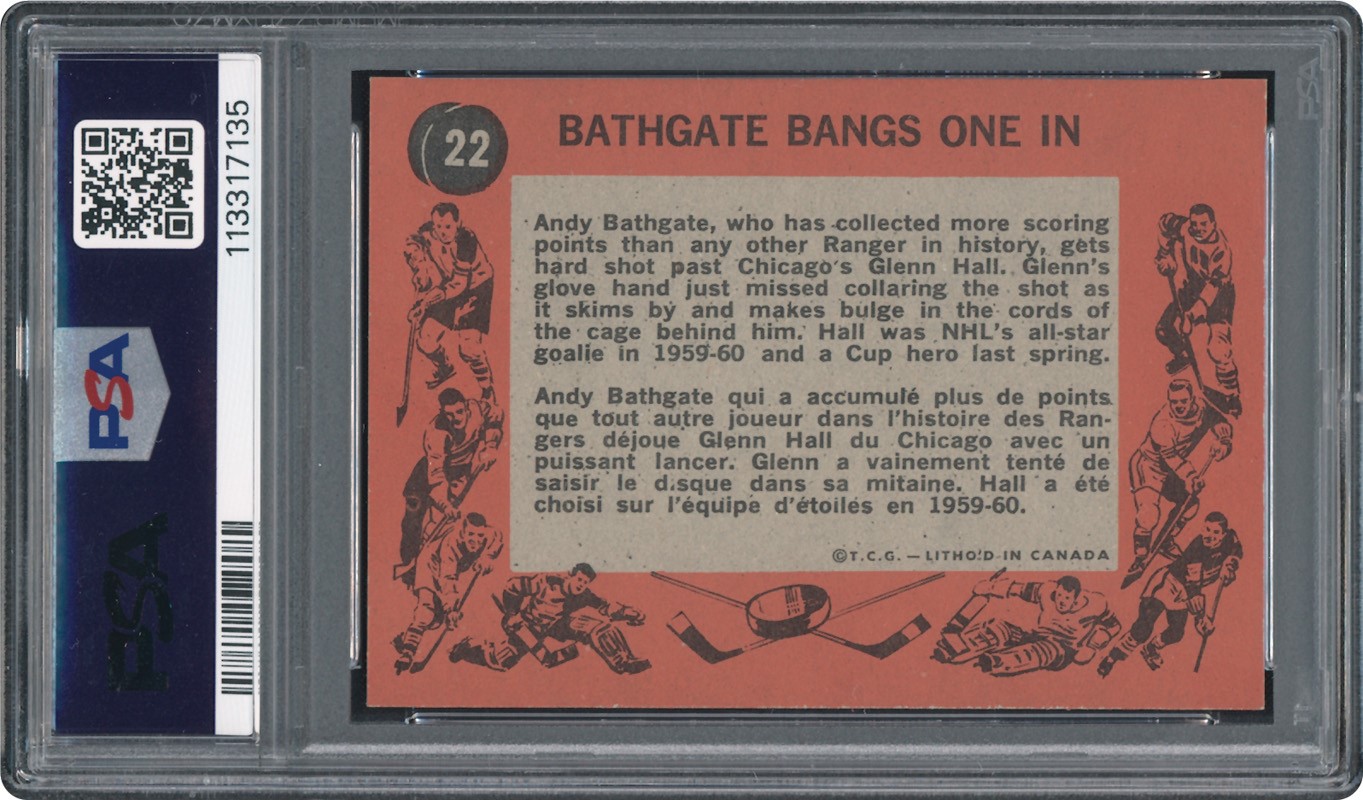 PSA
113317135
PSA
22
BATHGATE BANGS ONE IN
Andy Bathgate, who has collected more scoring
points than any other Ranger in history, gets
hard shot past Chicago's Glenn Hall. Glenn's
glove hand just missed collaring the shot as
it skims by and makes bulge in the cords of
the cage behind him. Hall was NHL's all-star
goalie in 1959-60 and a Cup hero last spring.
Andy Bathgate qui a accumulé plus de points
que tout autre joueur dans l'histoire des Ran-
gers déjoue Glenn Hall du Chicago avec un
puissant lancer. Glenn a vainement tenté de
saisir le disque dans sa mitaine. Hall a été
choisi sur l'équipe d'étoiles en 1959-60.
©T.C.G. — LITHO'D IN CANADA
PSA